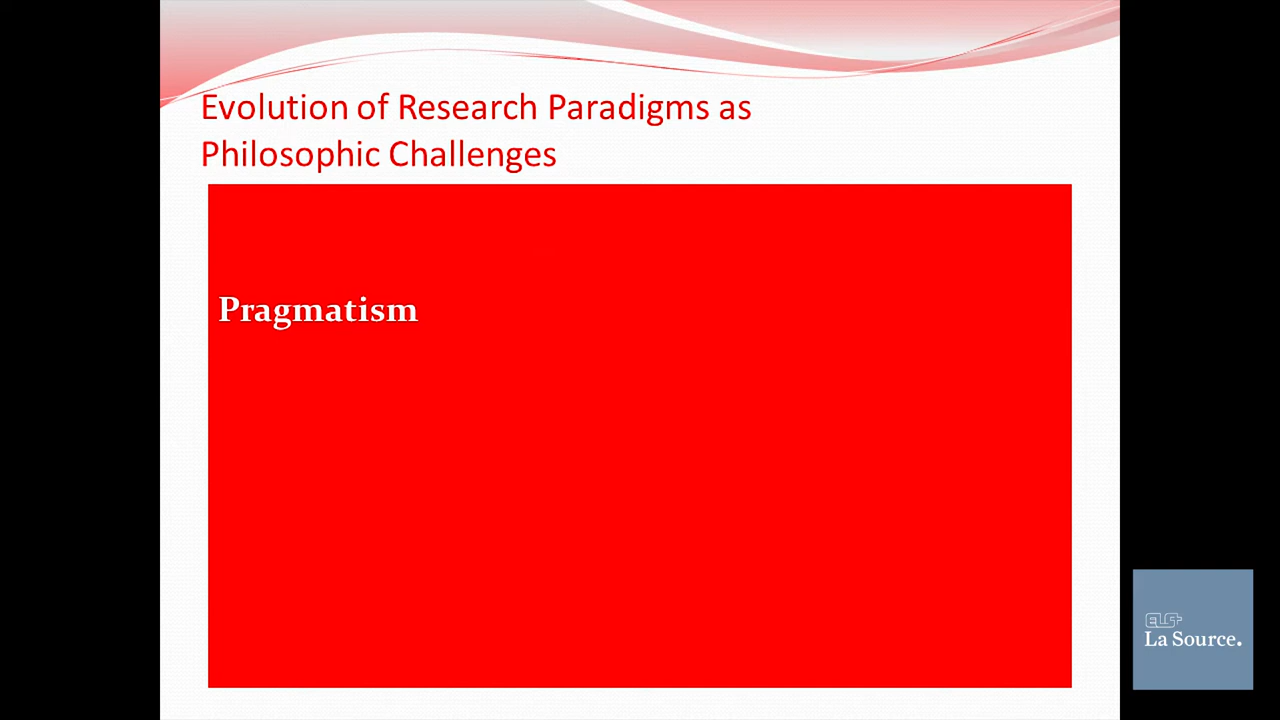 Evolution of Research Paradigms as
Philosophic Challenges
Pragmatism
La Source.